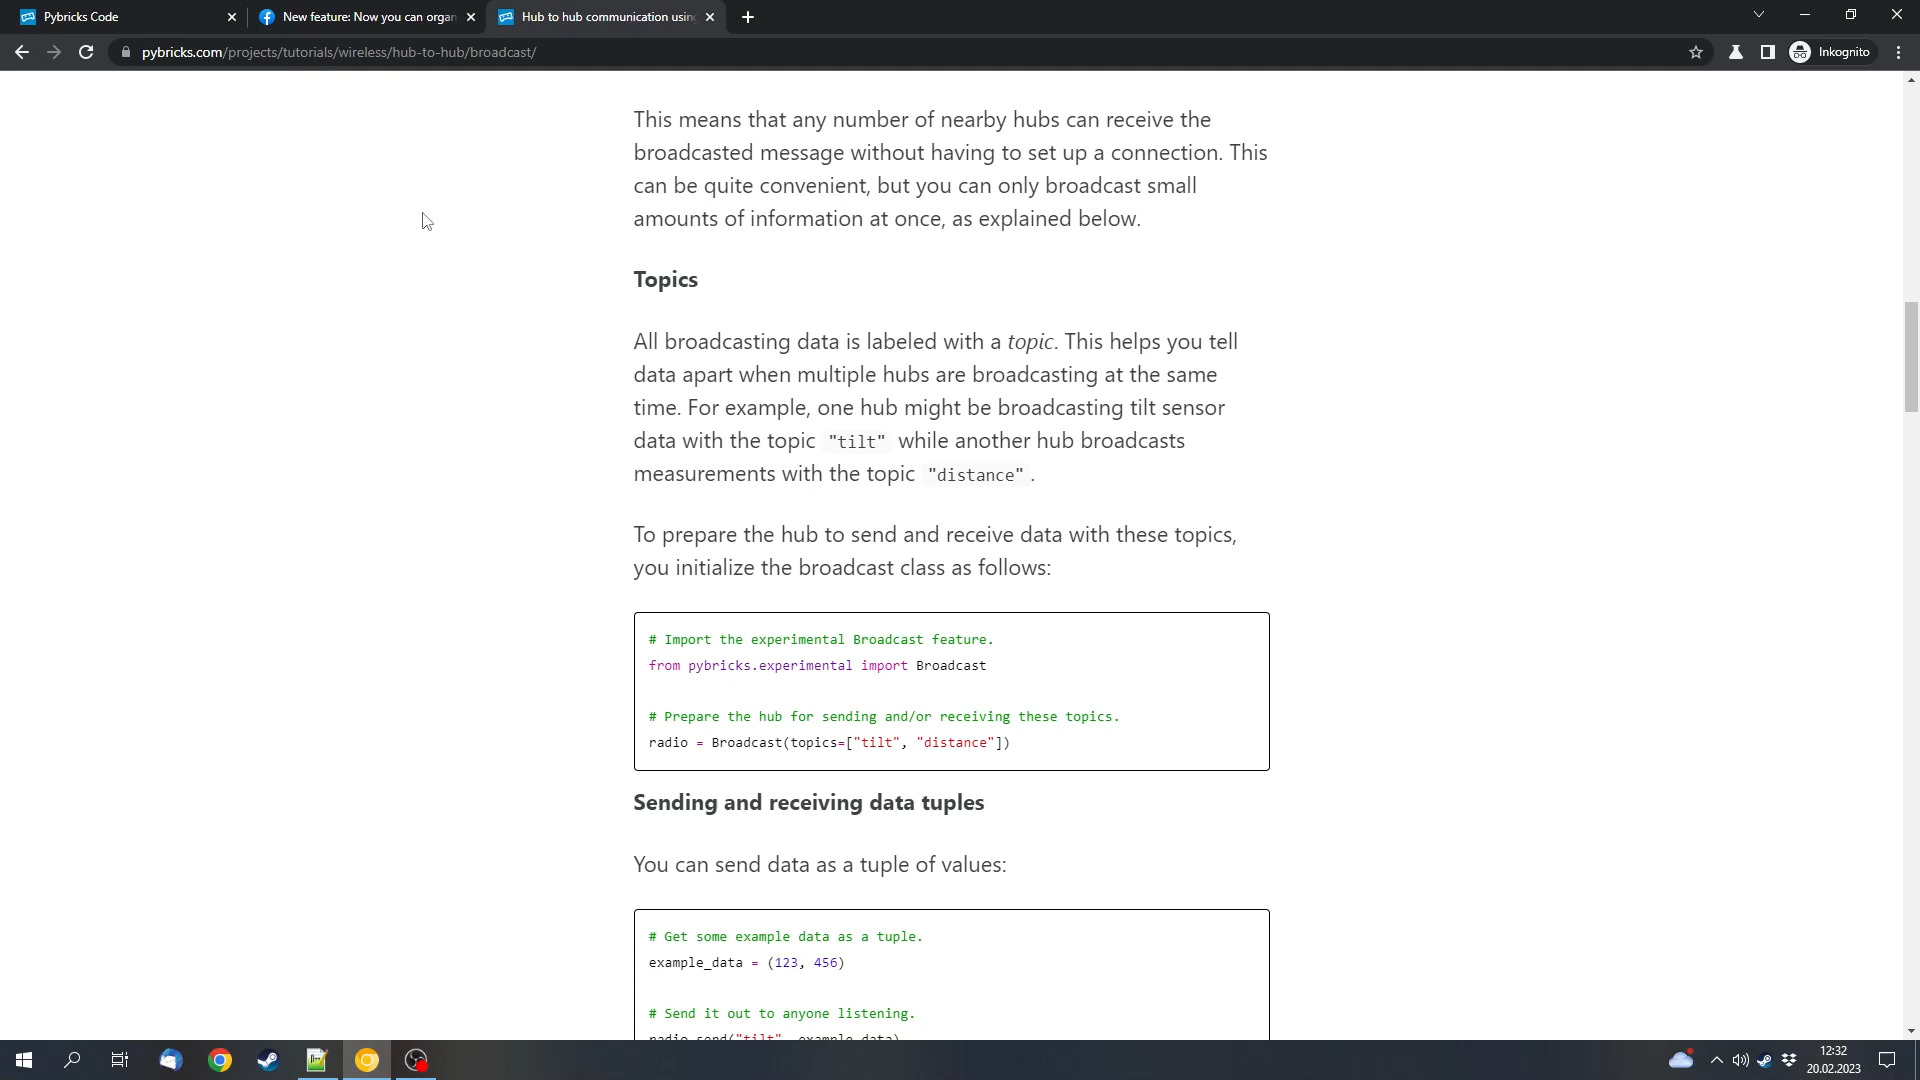 Pybricks Code
New feature: Now you can organ
Hub to hub communication using
pybricks.com/projects/tutorials/wireless/hub-to-hub/broadcast/
Inkognito
This means that any number of nearby hubs can receive the
broadcasted message without having to set up a connection. This
can be quite convenient, but you can only broadcast small
amounts of information at once, as explained below.
Topics
All broadcasting data is labeled with a topic. This helps you tell
data apart when multiple hubs are broadcasting at the same
time. For example, one hub might be broadcasting tilt sensor
data with the topic "tilt" while another hub broadcasts
measurements with the topic "distance".
To prepare the hub to send and receive data with these topics,
you initialize the broadcast class as follows:
# Import the experimental Broadcast feature.
from pybricks.experimental import Broadcast
# Prepare the hub for sending and/or receiving these topics.
radio = Broadcast(topics=["tilt", "distance"])
Sending and receiving data tuples
You can send data as a tuple of values:
# Get some example data as a tuple.
example_data = (123, 456)
# Send it out to anyone listening.
radio.send("tilt", example_data)
12:32
20.02.2023